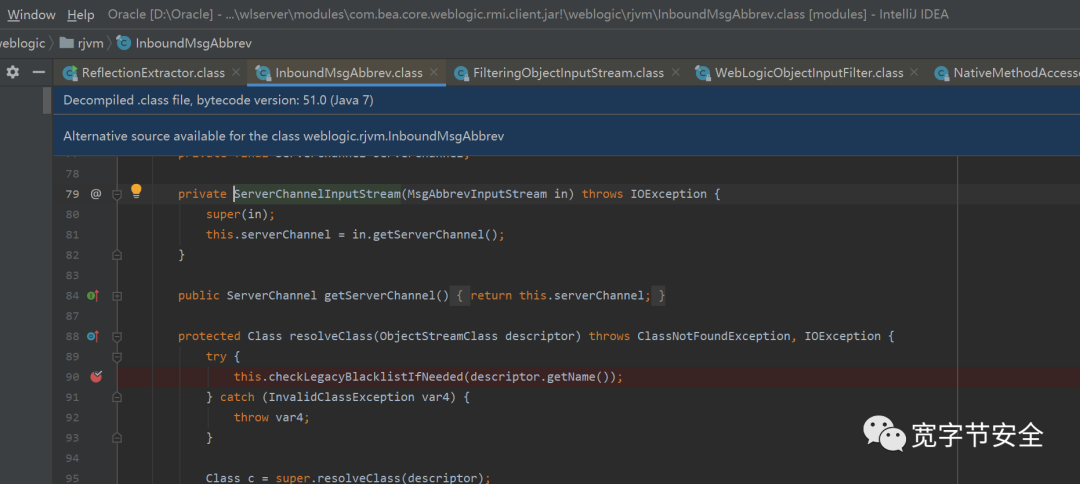 Window Help Oracle [D:\Oracle] - ...\wlserver\modules\com.bea.core.weblogic.rmi.client.jar!\weblogic\rjvm\InboundMsgAbbrev.class [modules] - IntelliJ IDEA
weblogic rjvm InboundMsgAbbrev
ReflectionExtractor.class × InboundMsgAbbrev.class × FilteringObjectInputStream.class × WebLogicObjectInputFilter.class × NativeMethodAccesso
Decompiled .class file, bytecode version: 51.0 (Java 7)
Alternative source available for the class weblogic.rjvm.InboundMsgAbbrev
77 private final ServerChannel serverChannel;
78
79 @ private ServerChannelInputStream(MsgAbbrevInputStream in) throws IOException {
80 super(in);
81 this.serverChannel = in.getServerChannel();
82 }
83
84 public ServerChannel getServerChannel() { return this.serverChannel; }
87
88 protected Class resolveClass(ObjectStreamClass descriptor) throws ClassNotFoundException, IOException {
89 try {
90 this.checkLegacyBlacklistIfNeeded(descriptor.getName());
91 } catch (InvalidClassException var4) {
92 throw var4;
93 }
94
95 Class c = super.resolveClass(descriptor);
宽字节安全